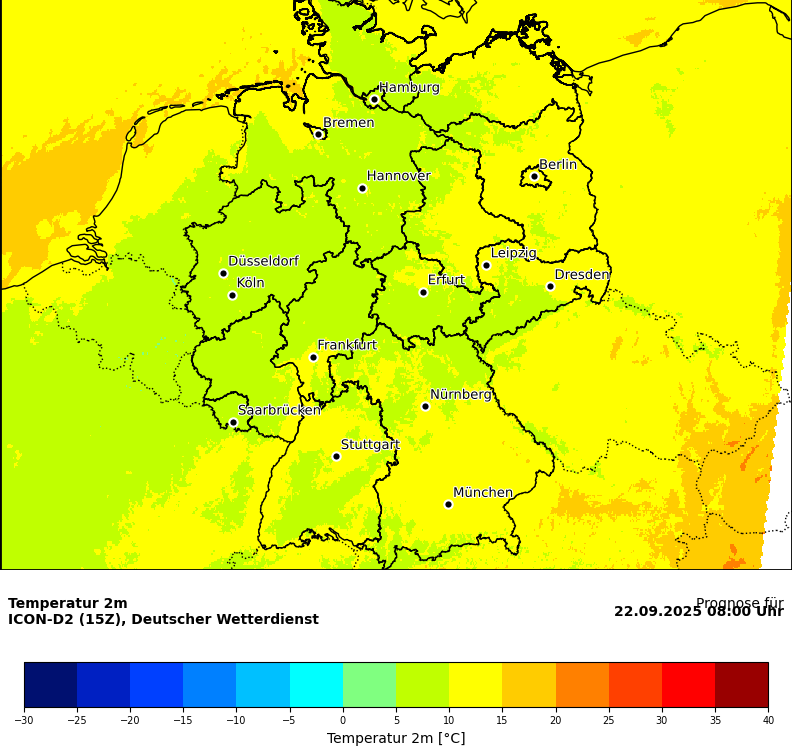 Hamburg
Bremen
Berlin
Hannover
Leipzig
Düsseldorf
Dresden
Köln
Erfurt
Frankfurt
Nürnberg
Saarbrücken
Stuttgart
München
Temperatur 2m
Prognose für
ICON-D2 (15Z), Deutscher Wetterdienst
22.09.2025 08:00 Uhr
−30 −25 −20 −15 −10 −5 0 5 10 15 20 25 30 35 40
Temperatur 2m [°C]